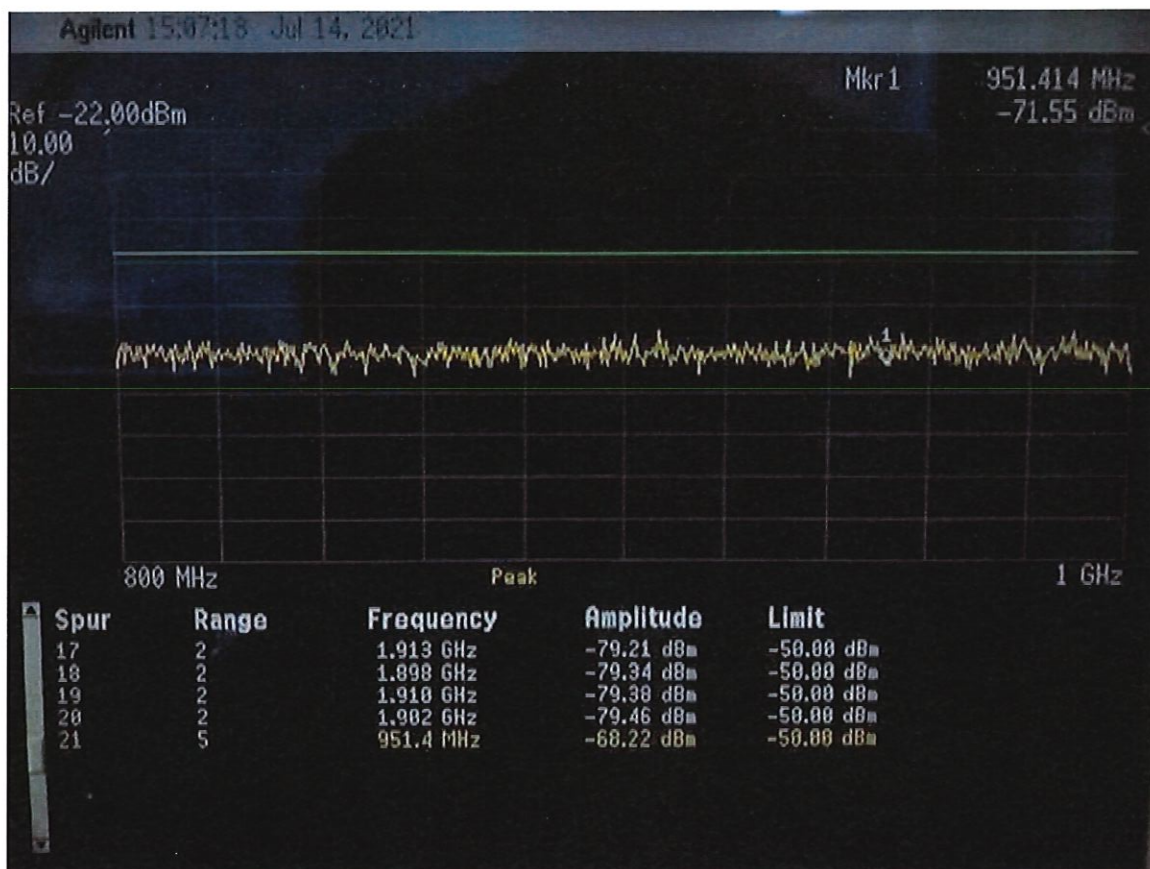 Agilent 15:07:18 Jul 14, 2021
Mkr1 951.414 MHz
Ref -22.00dBm -71.55 dBm
10.00
dB/
1
800 MHz Peak 1 GHz
Spur Range Frequency Amplitude Limit
17 2 1.913 GHz -79.21 dBm -50.00 dBm
18 2 1.898 GHz -79.34 dBm -50.00 dBm
19 2 1.910 GHz -79.38 dBm -50.00 dBm
20 2 1.902 GHz -79.46 dBm -50.00 dBm
21 5 951.4 MHz -68.22 dBm -50.00 dBm